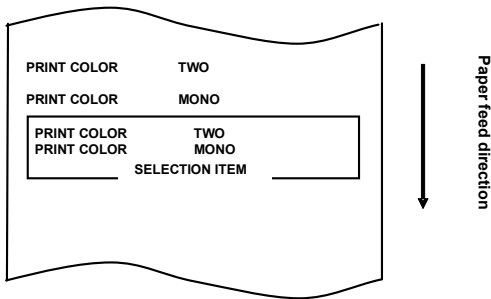 PRINT COLOR TWO
PRINT COLOR MONO
PRINT COLOR TWO
PRINT COLOR MONO
SELECTION ITEM
Paper feed direction